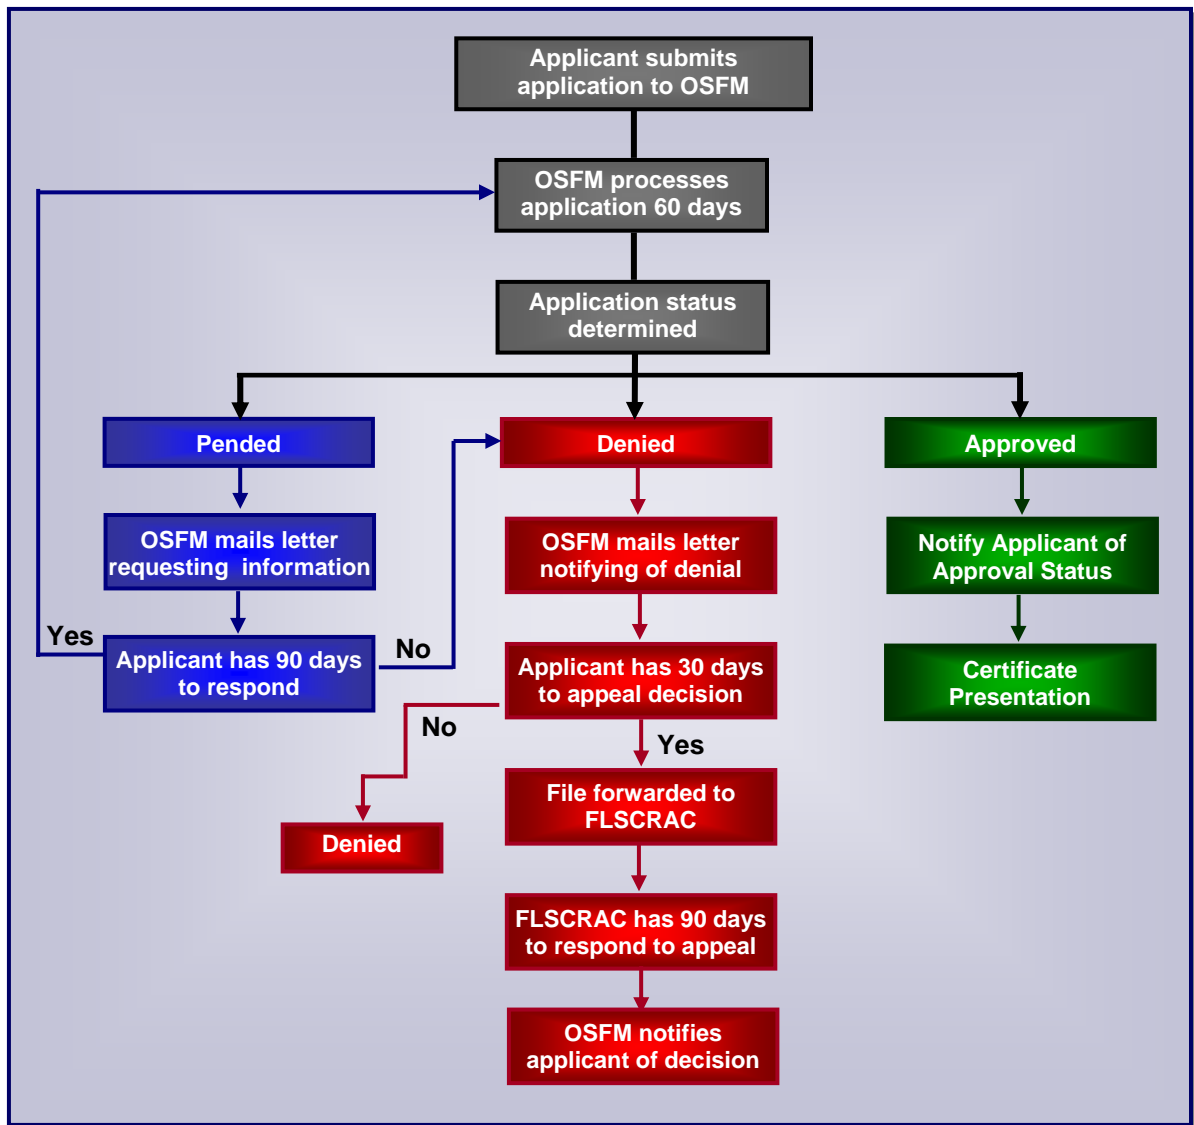 Applicant submits
application to OSFM
OSFM processes
application 60 days
Application status
determined
Pended
Denied
Approved
OSFM mails letter
requesting  information
OSFM mails letter
notifying of denial
Notify Applicant of
Approval Status
Yes
Applicant has 90 days
to respond
No
Applicant has 30 days
to appeal decision
Certificate
Presentation
No
Yes
File forwarded to
FLSCRAC
Denied
FLSCRAC has 90 days
to respond to appeal
OSFM notifies
applicant of decision